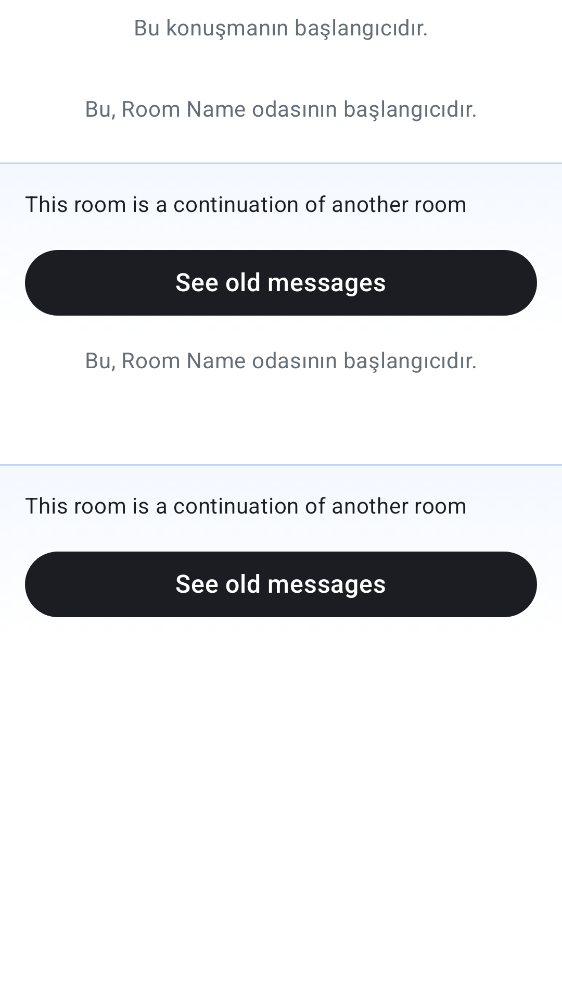 Bu konuşmanın başlangıcıdır.
Bu, Room Name odasının başlangıcıdır.
This room is a continuation of another room
See old messages
Bu, Room Name odasının başlangıcıdır.
This room is a continuation of another room
See old messages